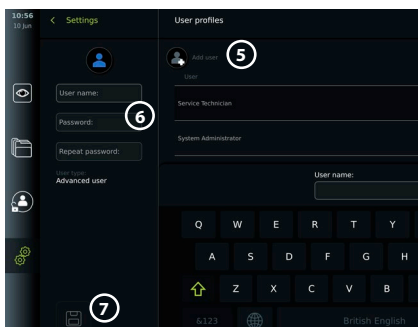 10:56
10 Jun
Settings
User profiles
Add user
5
User
User name:
Service Technician
Password:
6
System Administrator
Repeat password:
User type:
Advanced user
User name:
Q W E R T Y
A S D F G H
Z X C V B
7
&123
British English